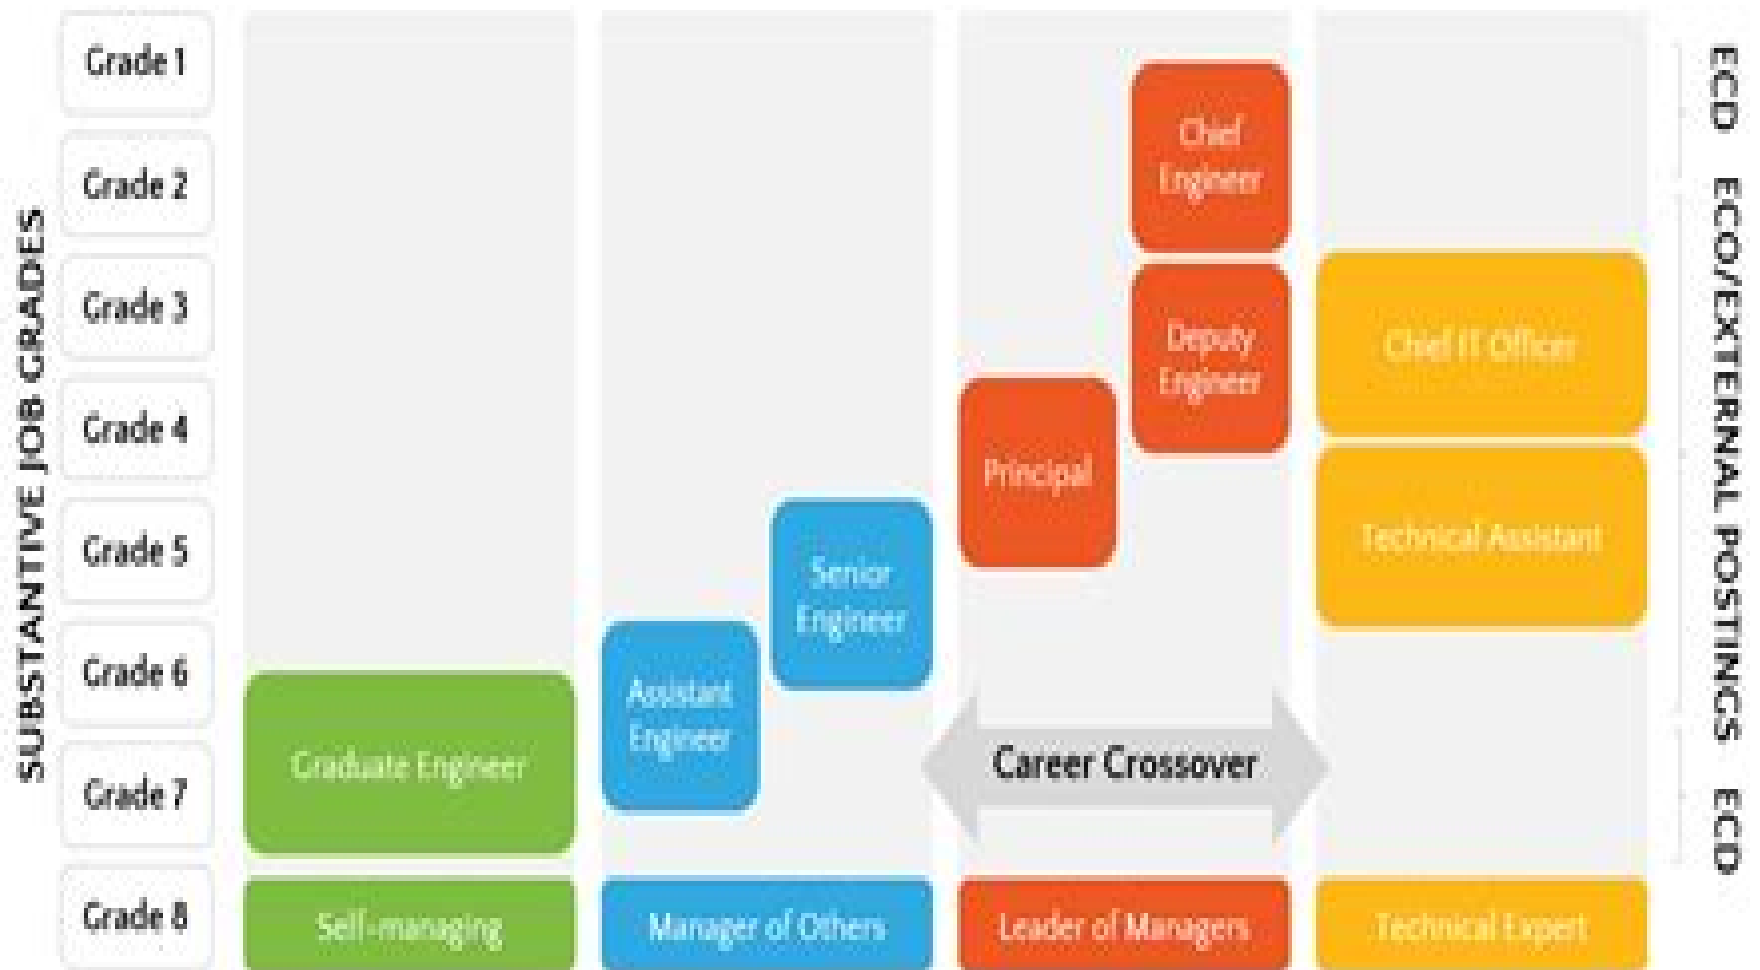 SUBSTANTIVE JOB GRADES
Grade 1
Grade 2
Grade 3
Grade 4
Grade 5
Grade 6
Grade 7
Grade 8
Graduate Engineer
Self-managing
Assistant
Engineer
Senior
Engineer
Manager of Others
Principal
Chief
Engineer
Deputy
Engineer
Career Crossover
Leader of Managers
Chief IT Officer
Technical Assistant
Technical Expert
ECD
ECO/EXTERNAL POSTINGS
ECD